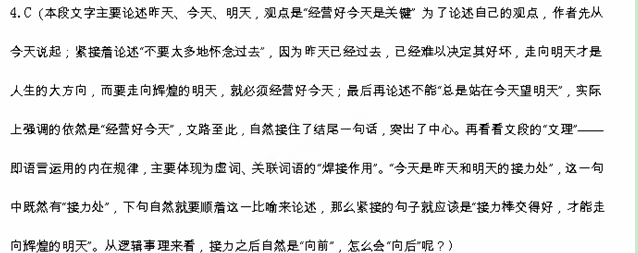 4.C（本段文字主要论述昨天、今天、明天，观点是“经营好今天是关键”为了论述自己的观点，作者先从
今天说起；紧接着论述“不要太多地怀念过去”，因为昨天已经过去，已经难以决定其好坏，走向明天才是
人生的大方向，而要走向辉煌的明天，就必须经营好今天；最后再论述不能“总是站在今天望明天”，实际
上强调的依然是“经营好今天”，文路至此，自然接住了结尾一句话，突出了中心。再看看文段的“文理”——
即语言运用的内在规律，主要体现为虚词、关联词语的“焊接作用”。“今天是昨天和明天的接力处”，这一句
中既然有“接力处”，下句自然就要顺着这一比喻来论述，那么紧接的句子就应该是“接力棒交得好，才能走
向辉煌的明天”。从逻辑事理来看，接力之后自然是“向前”，怎么会“向后”呢？）